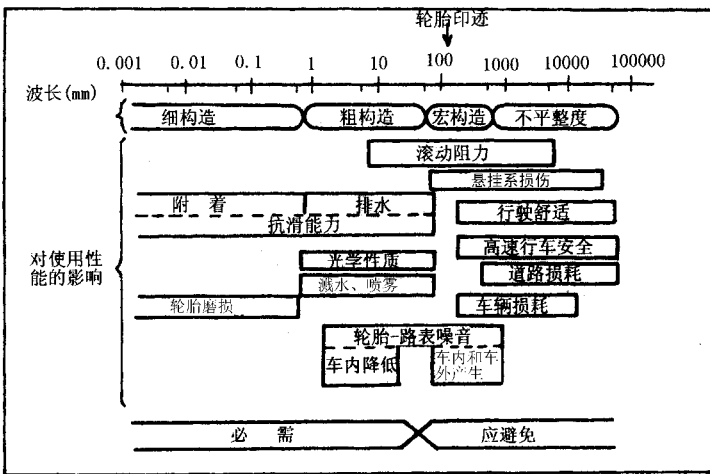 轮胎印迹
0.001 0.01 0.1 1 10 100 1000 10000 100000
波长(mm)
细构造 粗构造 宏构造 不平整度
滚动阻力
悬挂系损伤
附着 排水 行驶舒适
抗滑能力
高速行车安全
光学性质
对使用性
能的影响
道路损耗
溅水、喷雾
轮胎磨损 车辆损耗
轮胎-路表噪音
车内降低 车内和车
外产生
必需 应避免